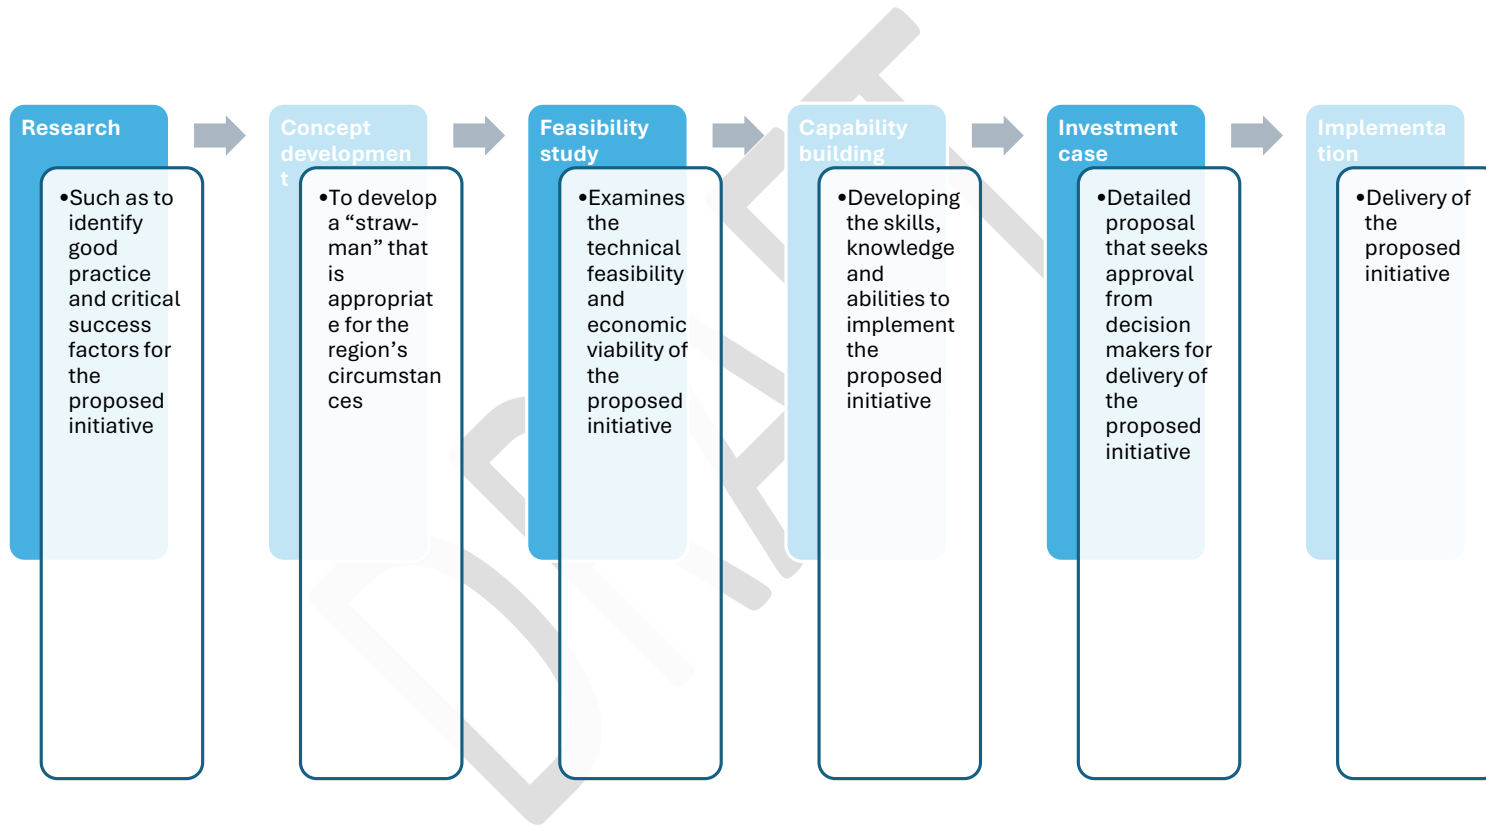 Research
•Such as to
identify
good
practice
and critical
success
factors for
the
proposed
initiative
Concept
developmen
t
•To develop
a “straw-
man” that
is
appropriat
e for the
region’s
circumstan
ces
Feasibility
study
•Examines
the
technical
feasibility
and
economic
viability of
the
proposed
initiative
Capability
building
•Developing
the skills,
knowledge
and
abilities to
implement
the
proposed
initiative
Investment
case
•Detailed
proposal
that seeks
approval
from
decision
makers for
delivery of
the
proposed
initiative
Implementa
tion
•Delivery of
the
proposed
initiative
DRAFT